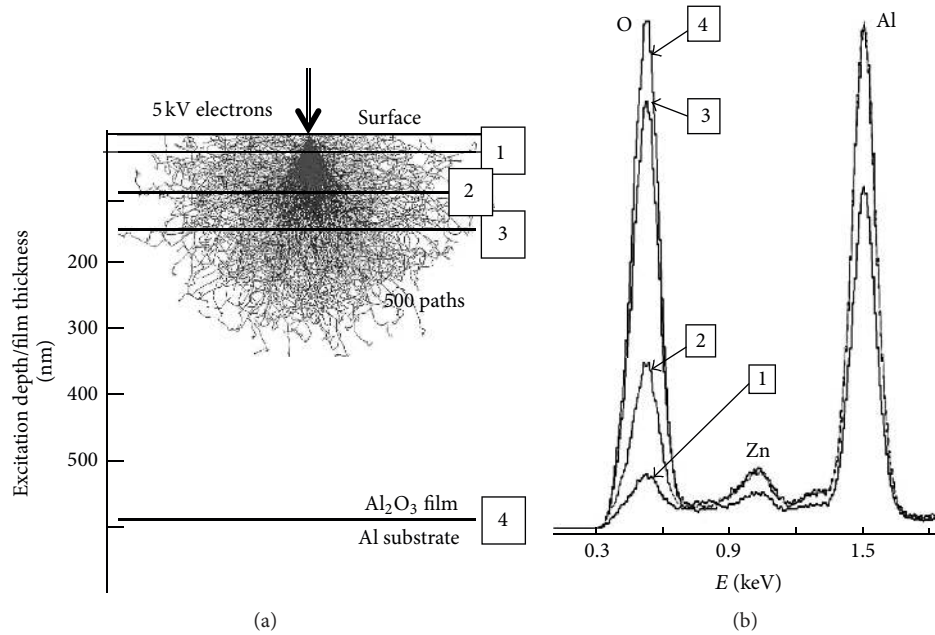 5 kV electrons
Surface
1
2
3
200
300
400
500
Excitation depth/film thickness
(nm)
500 paths
Al₂O₃ film
Al substrate
4
(a)
O
Al
4
3
2
1
Zn
0.3
0.9
1.5
E (keV)
(b)